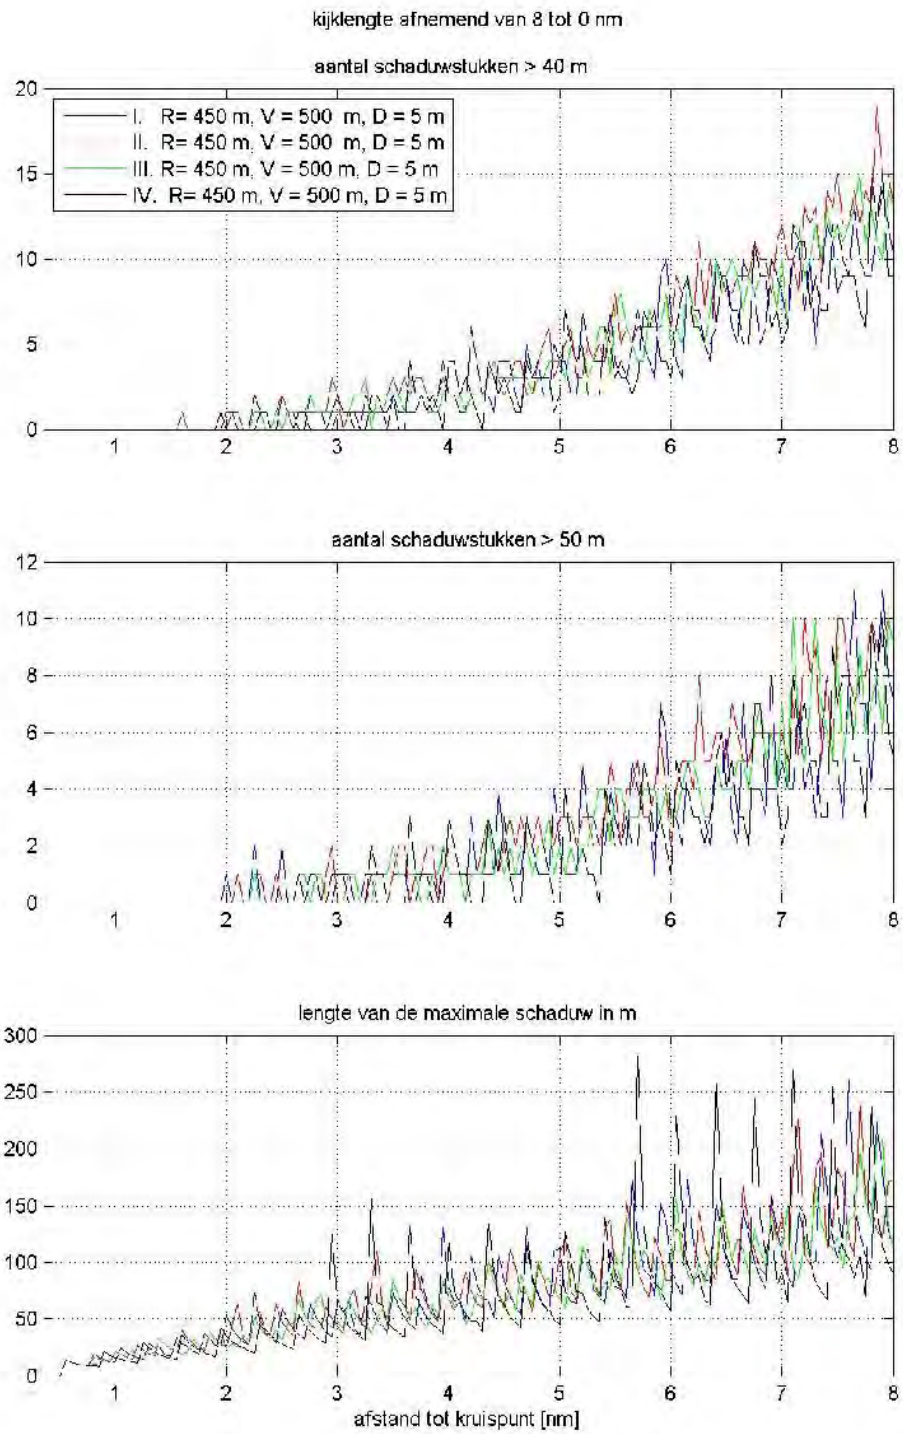 kijklengte afnemend van 8 tot 0 nm
aantal schaduwstukken > 40 m
20
15
10
5
0
I. R= 450 m, V = 500 m, D = 5 m
II. R= 450 m, V = 500 m, D = 5 m
III. R= 450 m, V = 500 m, D = 5 m
IV. R= 450 m, V = 500 m, D = 5 m
1 2 3 4 5 6 7 8
aantal schaduwstukken > 50 m
12
10
8
6
4
2
0
1 2 3 4 5 6 7 8
lengte van de maximale schaduw in m
300
250
200
150
100
50
0
1 2 3 4 5 6 7 8
afstand tot kruispunt [nm]